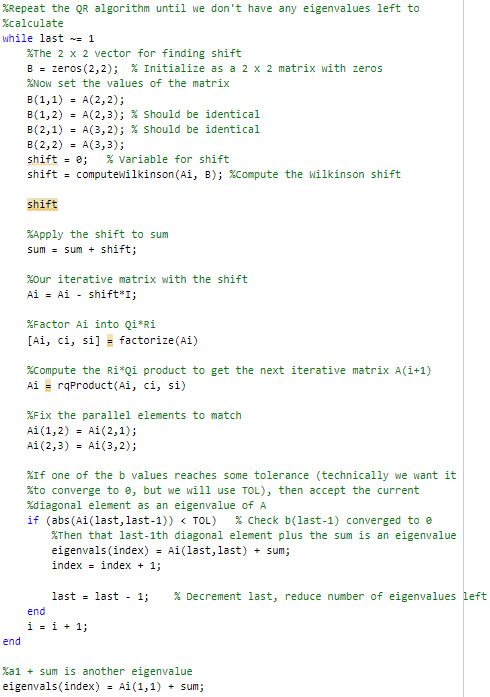 %Repeat the QR algorithm until we don't have any eigenvalues left to
%calculate
while last ~= 1
%The 2 x 2 vector for finding shift
B = zeros(2,2); % Initialize as a 2 x 2 matrix with zeros
%Now set the values of the matrix
B(1,1) = A(2,2);
B(1,2) = A(2,3); % Should be identical
B(2,1) = A(3,2); % Should be identical
B(2,2) = A(3,3);
shift = 0; % Variable for shift
shift = computeWilkinson(Ai, B); %Compute the Wilkinson shift
shift
%Apply the shift to sum
sum = sum + shift;
%Our iterative matrix with the shift
Ai = Ai - shift*I;
%Factor Ai into Qi*Ri
[Ai, ci, si] = factorize(Ai)
%Compute the Ri*Qi product to get the next iterative matrix A(i+1)
Ai = rqProduct(Ai, ci, si)
%Fix the parallel elements to match
Ai(1,2) = Ai(2,1);
Ai(2,3) = Ai(3,2);
%If one of the b values reaches some tolerance (technically we want it
%to converge to 0, but we will use TOL), then accept the current
%diagonal element as an eigenvalue of A
if (abs(Ai(last,last-1)) < TOL) % Check b(last-1) converged to 0
%Then that last-1th diagonal element plus the sum is an eigenvalue
eigenvals(index) = Ai(last,last) + sum;
index = index + 1;
last = last - 1; % Decrement last, reduce number of eigenvalues left
end
i = i + 1;
end
%a1 + sum is another eigenvalue
eigenvals(index) = Ai(1,1) + sum;